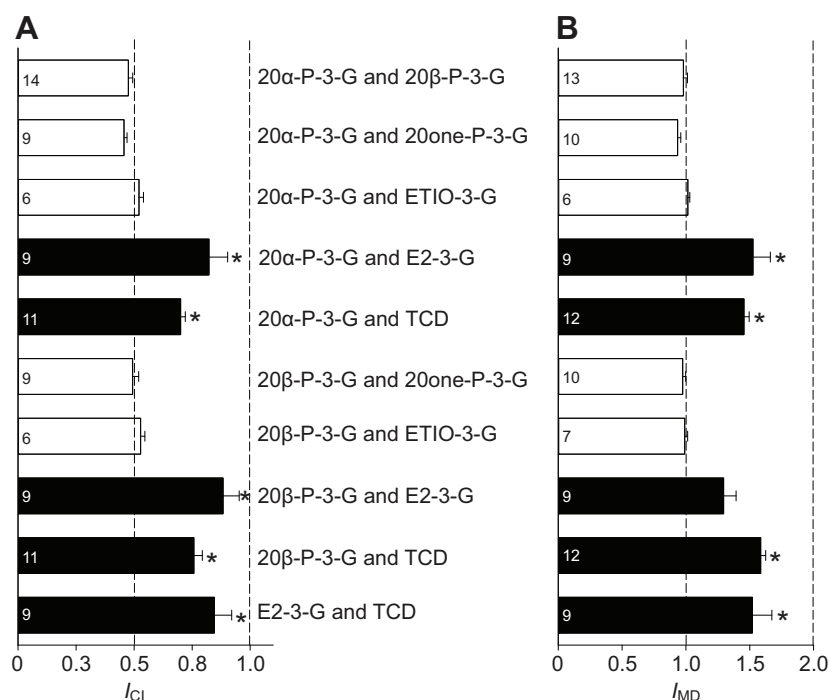 A B
14 20α-P-3-G and 20β-P-3-G 13
9 20α-P-3-G and 20one-P-3-G 10
6 20α-P-3-G and ETIO-3-G 6
9 * 20α-P-3-G and E2-3-G 9 *
11 * 20α-P-3-G and TCD 12 *
9 20β-P-3-G and 20one-P-3-G 10
6 20β-P-3-G and ETIO-3-G 7
9 * 20β-P-3-G and E2-3-G 9
11 * 20β-P-3-G and TCD 12 *
9 * E2-3-G and TCD 9 *
0 0.3 0.5 0.8 1.0 0 0.5 1.0 1.5 2.0
I CI I MD